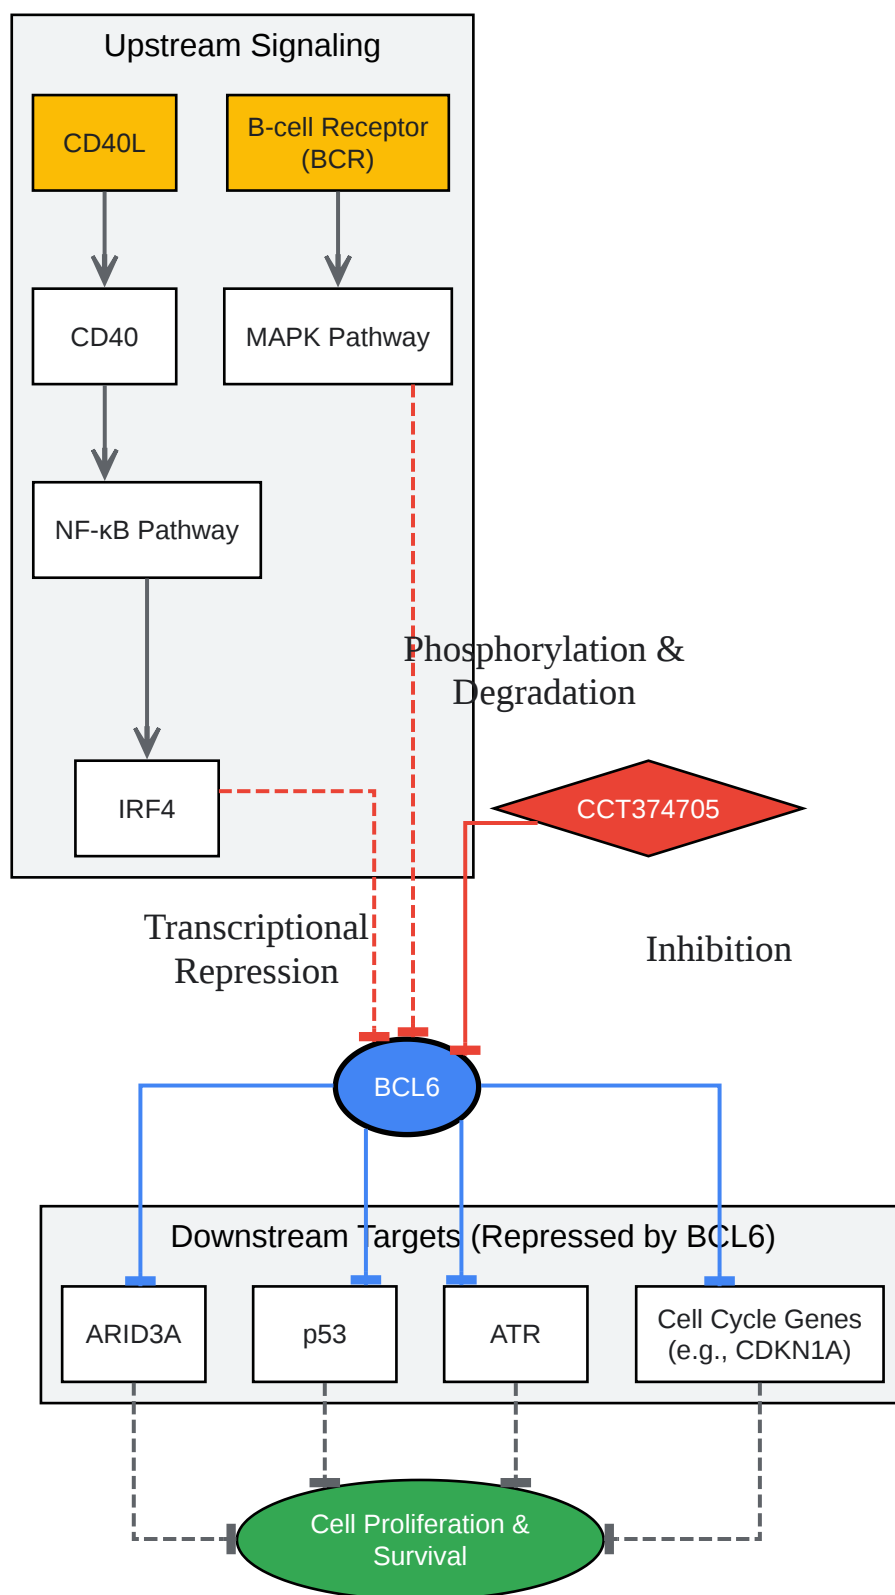 Upstream Signaling
CD40L
B-cell Receptor
(BCR)
CD40
MAPK Pathway
NF-κB Pathway
Phosphorylation &
Degradation
IRF4
CCT374705
Transcriptional
Repression
Inhibition
BCL6
Downstream Targets (Repressed by BCL6)
ARID3A
p53
ATR
Cell Cycle Genes
(e.g., CDKN1A)
Cell Proliferation &
Survival